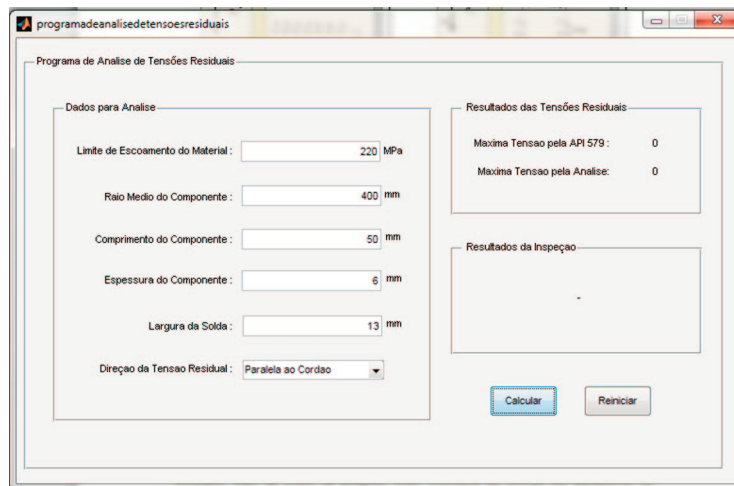 programadeanalisedetensoesresiduais
Programa de Analise de Tensões Residuais
Dados para Analise
Limite de Escoamento do Material : 220 MPa
Raio Medio do Componente : 400 mm
Comprimento do Componente : 50 mm
Espessura do Componente : 6 mm
Largura da Solda : 13 mm
Direçao da Tensao Residual : Paralela ao Cordao
Resultados das Tensões Residuais
Maxima Tensao pela API 579 : 0
Maxima Tensao pela Analise: 0
Resultados da Inspeçao
-
Calcular Reiniciar